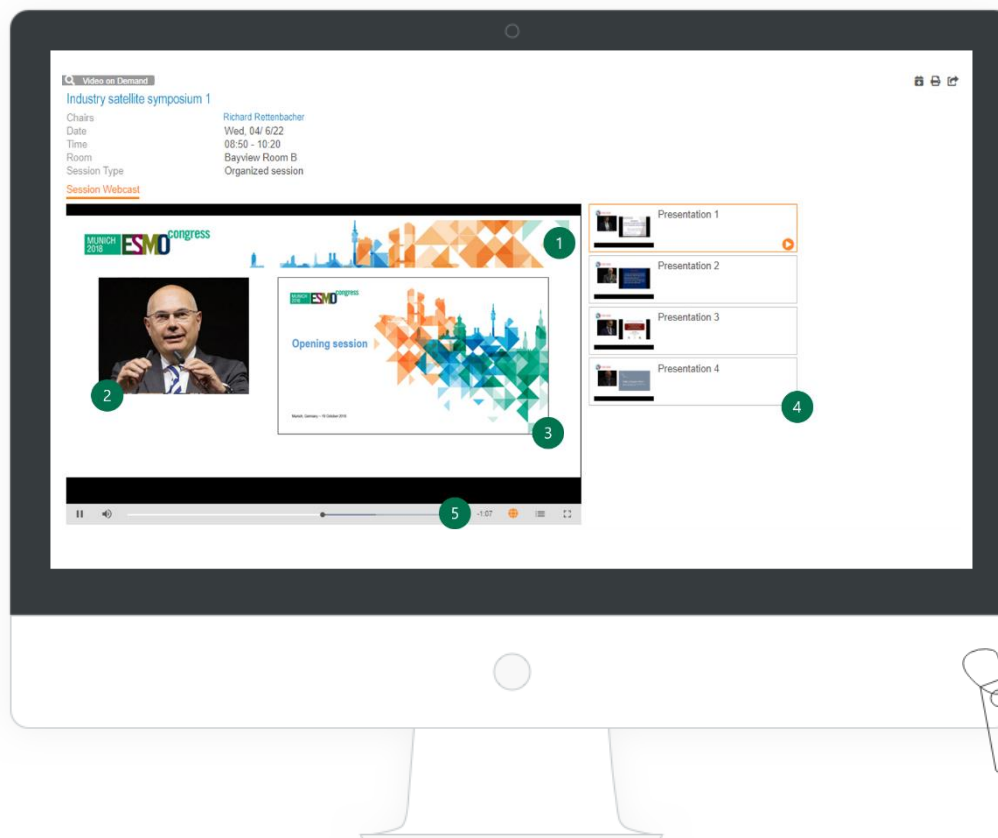 Video on Demand
Industry satellite symposium 1
Chairs Richard Rettenbacher
Date Wed, 04/ 6/22
Time 08:50 - 10:20
Room Bayview Room B
Session Type Organized session
Session Webcast
MUNICH
2018
ESMO congress
1
MUNICH
2018
ESMO congress
Opening session
2
3
Presentation 1
Presentation 2
Presentation 3
Presentation 4
4
5
-1:07